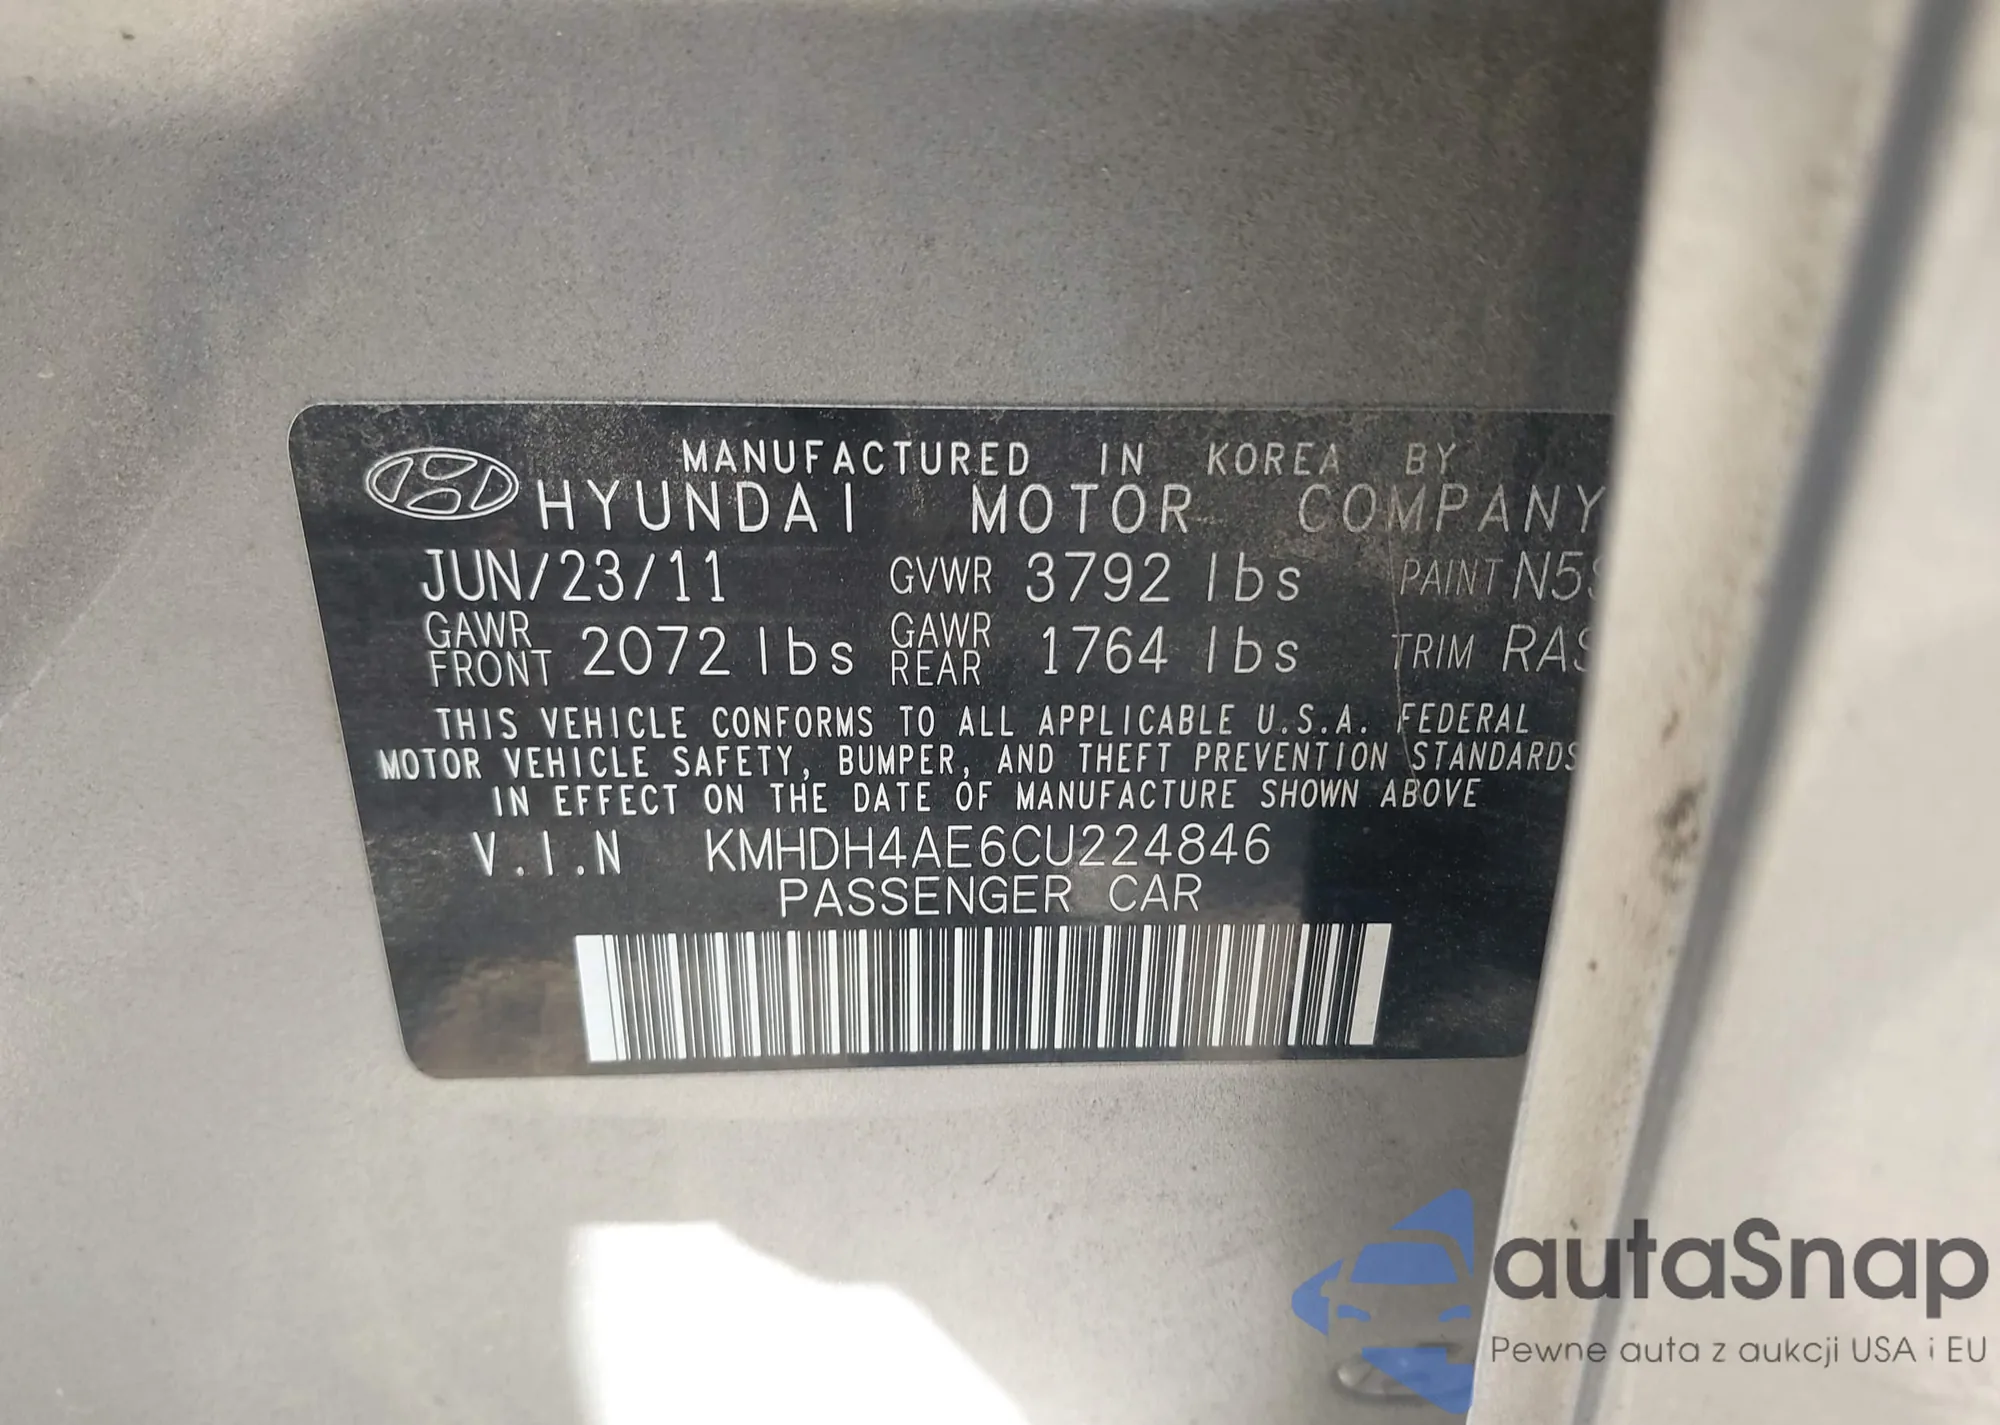 MANUFACTURED IN KOREA BY
HYUNDAI MOTOR COMPANY
JUN/23/11 GVWR 3792 lbs PAINT
GAWR FRONT 2072 lbs GAWR REAR 1764 lbs TRIM
THIS VEHICLE CONFORMS TO ALL APPLICABLE U.S.A. FEDERAL
MOTOR VEHICLE SAFETY, BUMPER, AND THEFT PREVENTION STANDARDS
IN EFFECT ON THE DATE OF MANUFACTURE SHOWN ABOVE
V.I.N KMHDH4AE6CU224846
PASSENGER CAR
autaSnap
Pewne auta z aukcji USA i EU